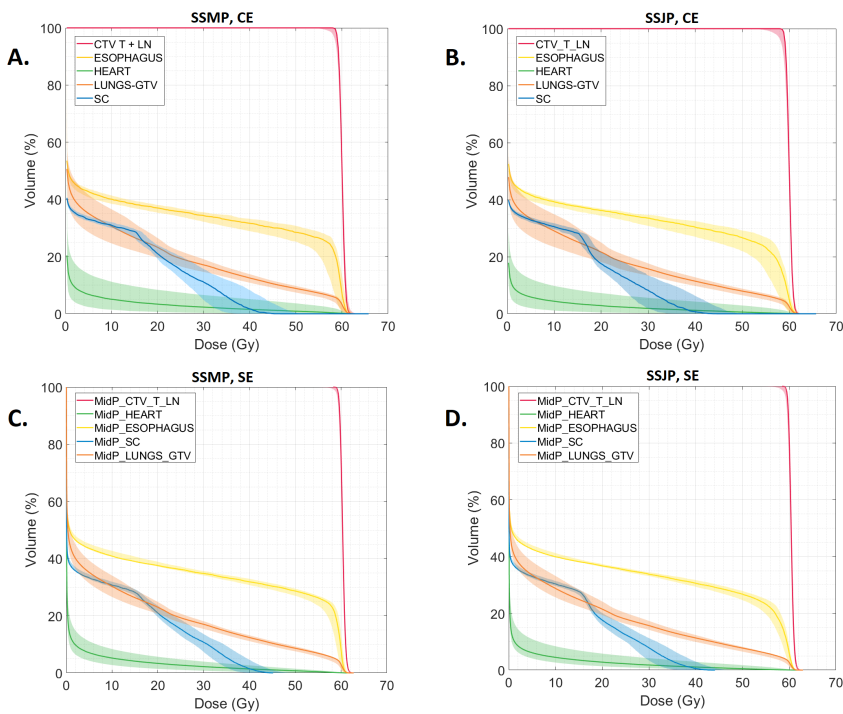 SSMP, CE
A.
CTV T + LN
ESOPHAGUS
HEART
LUNGS-GTV
SC
Volume (%)
100
80
60
40
20
0
0 10 20 30 40 50 60 70
Dose (Gy)
SSJP, CE
B.
CTV_T_LN
ESOPHAGUS
HEART
LUNGS-GTV
SC
Volume (%)
100
80
60
40
20
0
0 10 20 30 40 50 60 70
Dose (Gy)
SSMP, SE
C.
MidP_CTV_T_LN
MidP_HEART
MidP_ESOPHAGUS
MidP_SC
MidP_LUNGS_GTV
Volume (%)
100
80
60
40
20
0
0 10 20 30 40 50 60 70
Dose (Gy)
SSJP, SE
D.
MidP_CTV_T_LN
MidP_HEART
MidP_ESOPHAGUS
MidP_SC
MidP_LUNGS_GTV
Volume (%)
100
80
60
40
20
0
0 10 20 30 40 50 60 70
Dose (Gy)